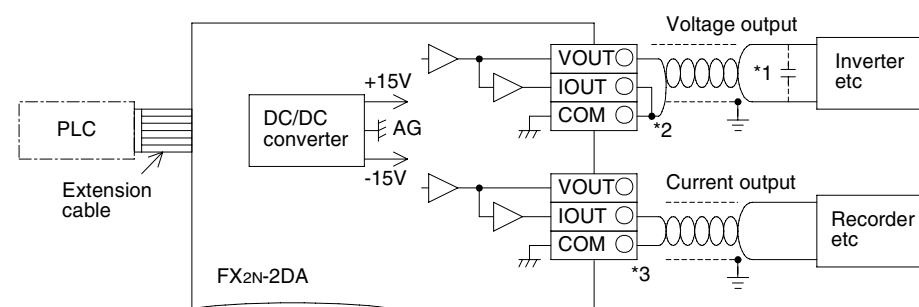 Voltage output
VOUT
IOUT
COM
*1
*2
Inverter
etc
+15V
DC/DC
converter
AG
-15V
PLC
Extension
cable
Current output
VOUT
IOUT
COM
*3
Recorder
etc
FX2N-2DA